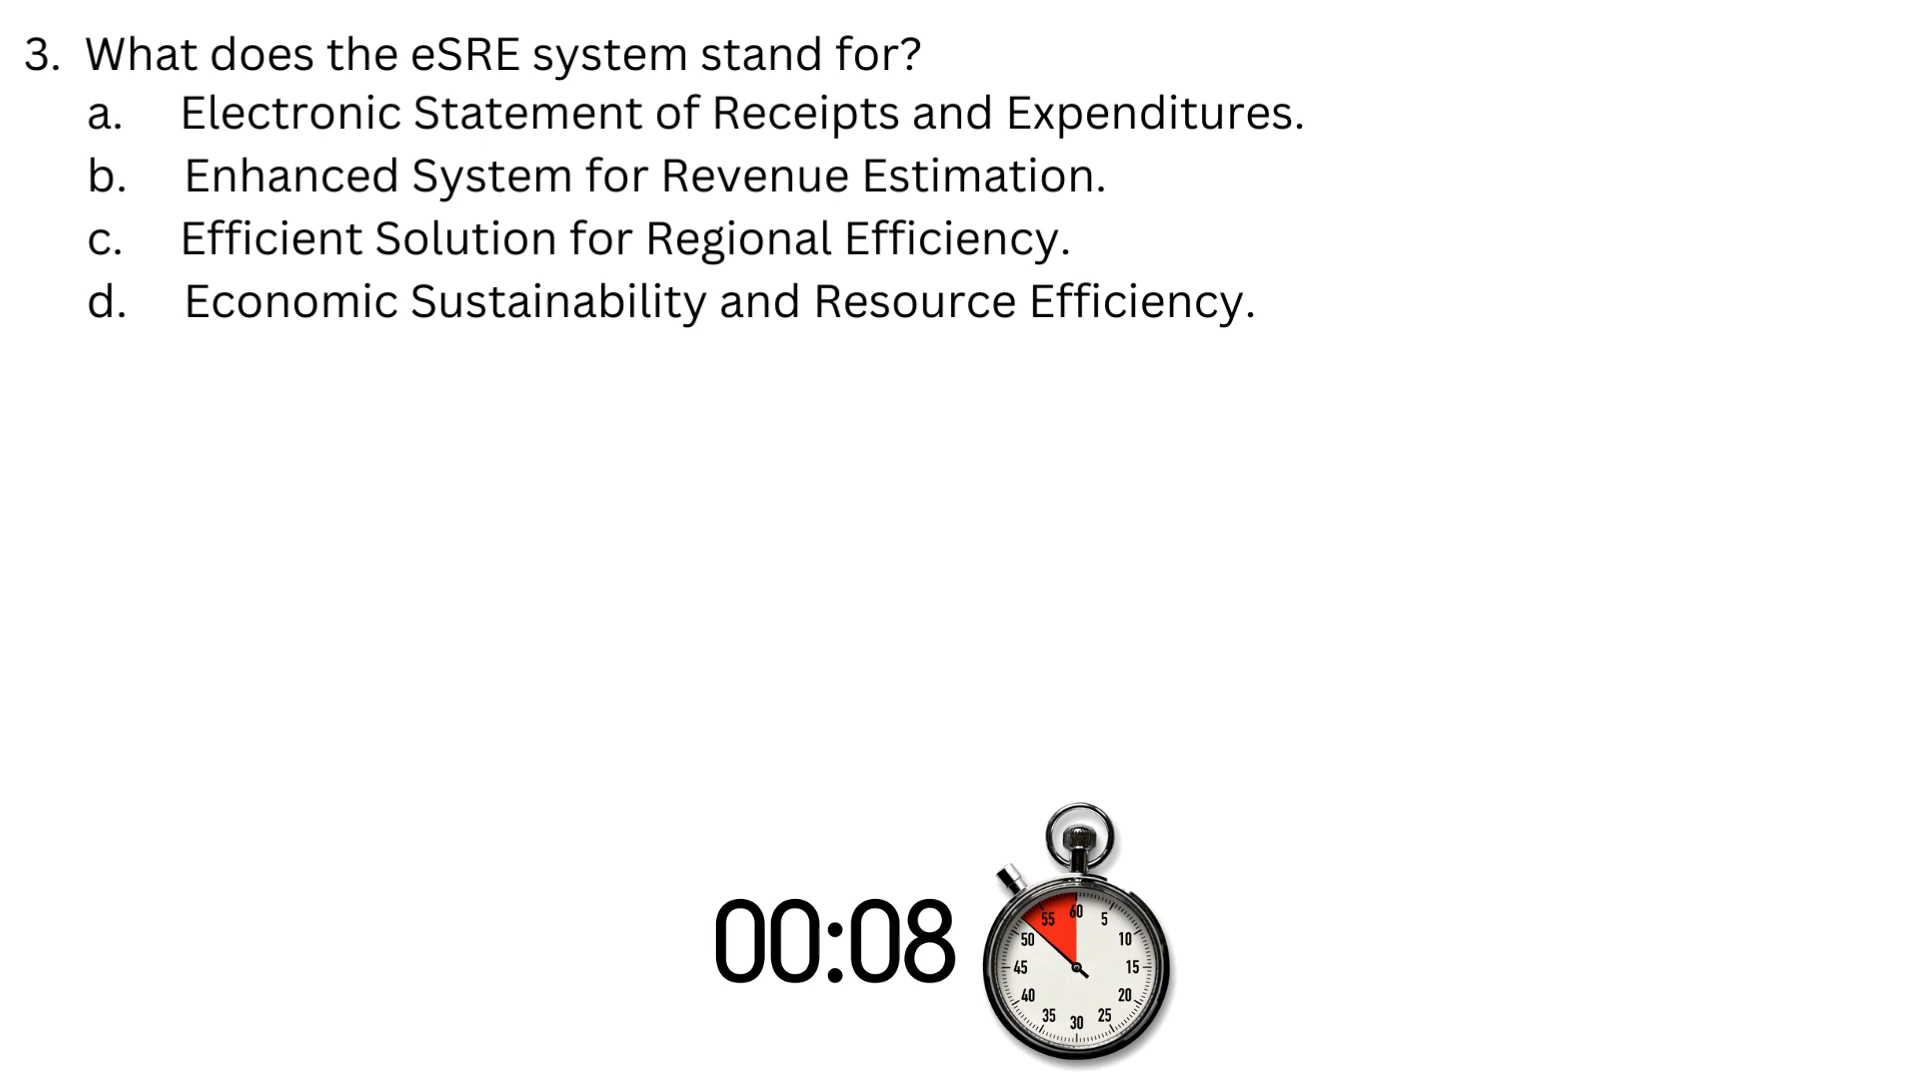 3. What does the eSRE system stand for?
a. Electronic Statement of Receipts and Expenditures.
b. Enhanced System for Revenue Estimation.
c. Efficient Solution for Regional Efficiency.
d. Economic Sustainability and Resource Efficiency.
00:08
60
55
5
50
10
45
15
40
20
35
25
30